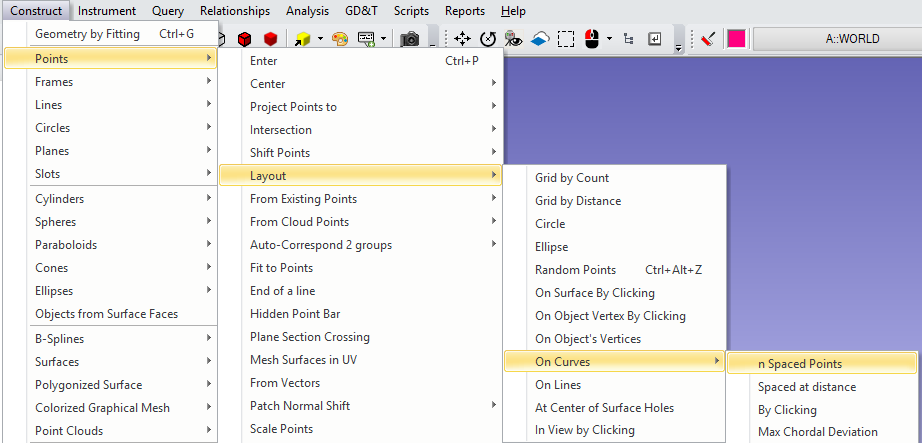 Construct Instrument Query Relationships Analysis GD&T Scripts Reports Help
A::WORLD
Geometry by Fitting Ctrl+G
Points
Frames
Lines
Circles
Planes
Slots
Cylinders
Spheres
Paraboloids
Cones
Ellipses
Objects from Surface Faces
B-Splines
Surfaces
Polygonized Surface
Colorized Graphical Mesh
Point Clouds
Enter Ctrl+P
Center
Project Points to
Intersection
Shift Points
Layout
From Existing Points
From Cloud Points
Auto-Correspond 2 groups
Fit to Points
End of a line
Hidden Point Bar
Plane Section Crossing
Mesh Surfaces in UV
From Vectors
Patch Normal Shift
Scale Points
Grid by Count
Grid by Distance
Circle
Ellipse
Random Points Ctrl+Alt+Z
On Surface By Clicking
On Object Vertex By Clicking
On Object's Vertices
On Curves
On Lines
At Center of Surface Holes
In View by Clicking
n Spaced Points
Spaced at distance
By Clicking
Max Chordal Deviation